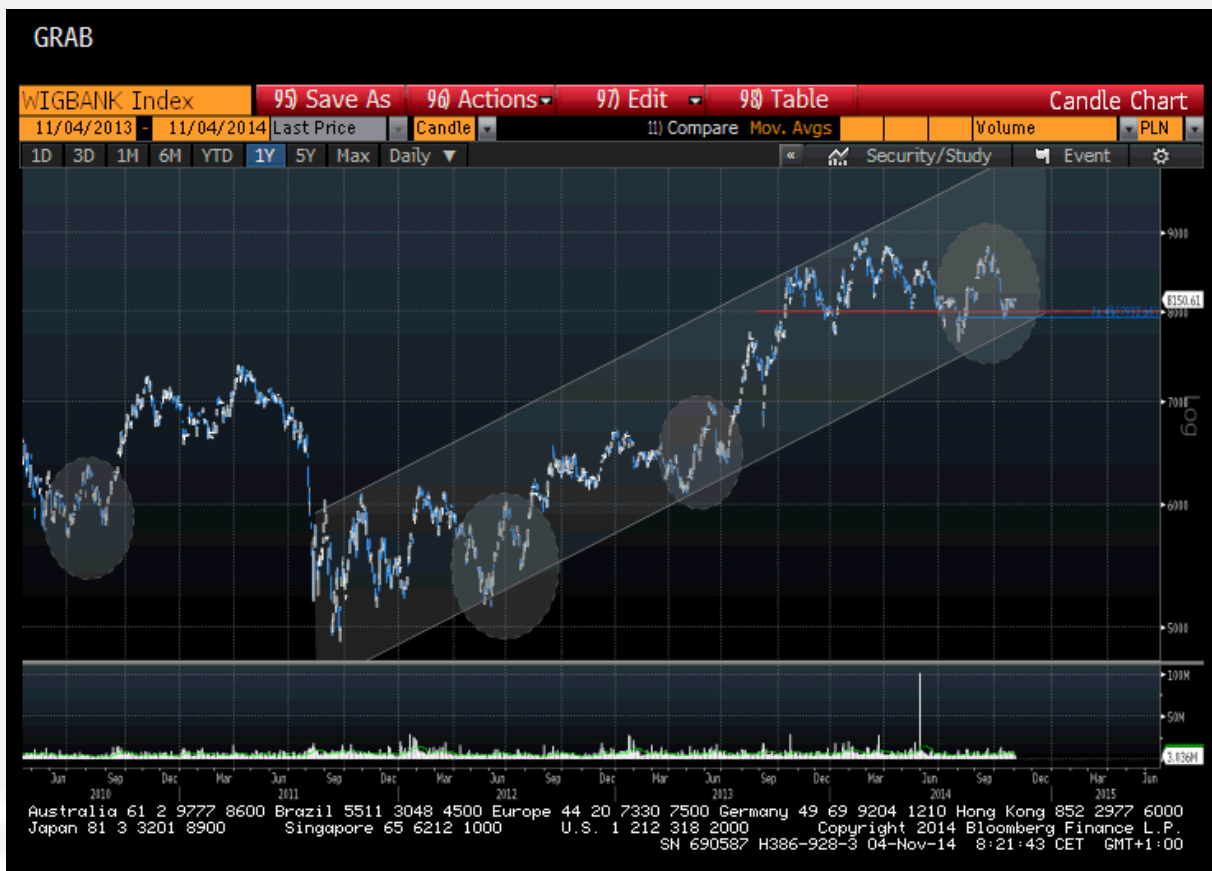 GRAB
WIGBANK Index 95) Save As 96) Actions 97) Edit 98) Table Candle Chart
11/04/2013 - 11/04/2014 Last Price Candle 11) Compare Mov. Avgs Volume PLN
1D 3D 1M 6M YTD 1Y 5Y Max Daily ▼ « Security/Study Event
9000
8150.61
8000
7000
Log
6000
5000
100M
50M
3.036M
Jun Sep Dec Mar Jun Sep Dec Mar Jun Sep Dec Mar Jun Sep Dec Mar Jun Sep Dec Mar Jun
2010 2011 2012 2013 2014 2015
Australia 61 2 9777 8600 Brazil 5511 3048 4500 Europe 44 20 7330 7500 Germany 49 69 9204 1210 Hong Kong 852 2977 6000
Japan 81 3 3201 8900 Singapore 65 6212 1000 U.S. 1 212 318 2000 Copyright 2014 Bloomberg Finance L.P.
SN 690587 H386-928-3 04-Nov-14 8:21:43 CET GMT+1:00